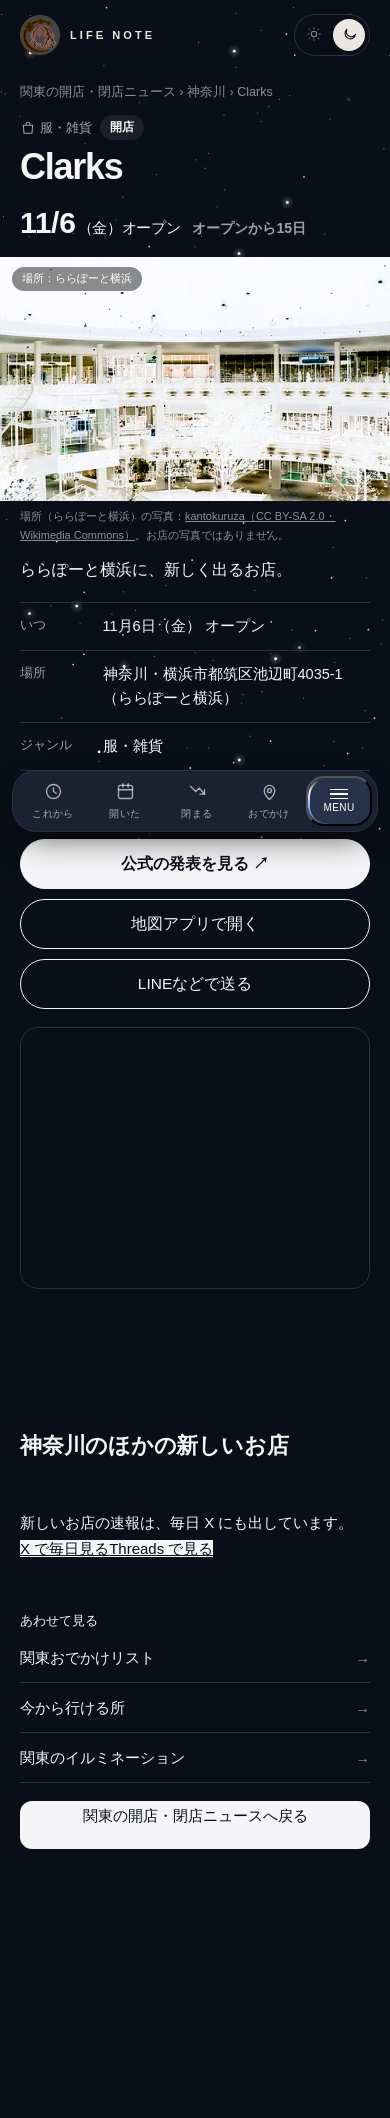 LIFE NOTE
関東の開店・閉店ニュース › 神奈川 › Clarks
服・雑貨 開店
Clarks
11/6（金）オープン オープンから15日
場所：ららぽーと横浜
場所（ららぽーと横浜）の写真：kantokuruza（CC BY-SA 2.0・
Wikimedia Commons）。お店の写真ではありません。
ららぽーと横浜に、新しく出るお店。
いつ 11月6日（金） オープン
場所 神奈川・横浜市都筑区池辺町4035-1
（ららぽーと横浜）
ジャンル 服・雑貨
これから 開いた 閉まる おでかけ MENU
公式の発表を見る ↗
地図アプリで開く
LINEなどで送る
神奈川のほかの新しいお店
新しいお店の速報は、毎日 X にも出しています。
X で毎日見るThreads で見る
あわせて見る
関東おでかけリスト →
今から行ける所 →
関東のイルミネーション →
関東の開店・閉店ニュースへ戻る